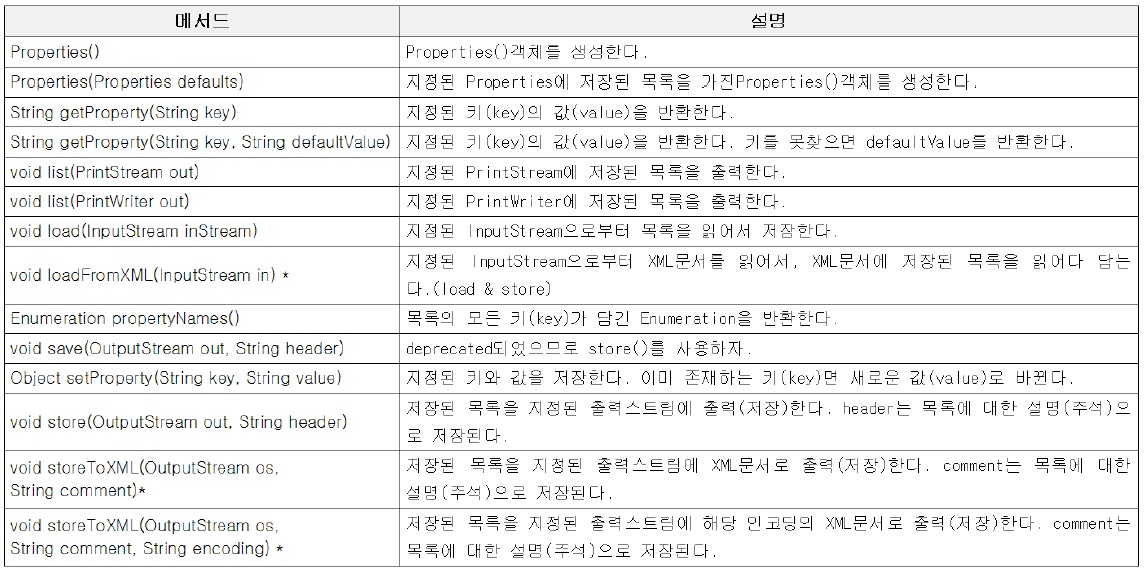 메서드 설명
Properties() Properties()객체를 생성한다.
Properties(Properties defaults) 지정된 Properties에 저장된 목록을 가진Properties()객체를 생성한다.
String getProperty(String key) 지정된 키(key)의 값(value)을 반환한다.
String getProperty(String key, String defaultValue) 지정된 키(key)의 값(value)을 반환한다. 키를 못찾으면 defaultValue를 반환한다.
void list(PrintStream out) 지정된 PrintStream에 저장된 목록을 출력한다.
void list(PrintWriter out) 지정된 PrintWriter에 저장된 목록을 출력한다.
void load(InputStream inStream) 지정된 InputStream으로부터 목록을 읽어서 저장한다.
void loadFromXML(InputStream in) * 지정된 InputStream으로부터 XML문서를 읽어서, XML문서에 저장된 목록을 읽어다 담는
다.(load & store)
Enumeration propertyNames() 목록의 모든 키(key)가 담긴 Enumeration을 반환한다.
void save(OutputStream out, String header) deprecated되었으므로 store()를 사용하자.
Object setProperty(String key, String value) 지정된 키와 값을 저장한다. 이미 존재하는 키(key)면 새로운 값(value)로 바뀐다.
void store(OutputStream out, String header) 저장된 목록을 지정된 출력스트림에 출력(저장)한다. header는 목록에 대한 설명(주석)으
로 저장된다.
void storeToXML(OutputStream os,
String comment)*
저장된 목록을 지정된 출력스트림에 XML문서로 출력(저장)한다. comment는 목록에 대한
설명(주석)으로 저장된다.
void storeToXML(OutputStream os,
String comment, String encoding) *
저장된 목록을 지정된 출력스트림에 해당 인코딩의 XML문서로 출력(저장)한다. comment는
목록에 대한 설명(주석)으로 저장된다.